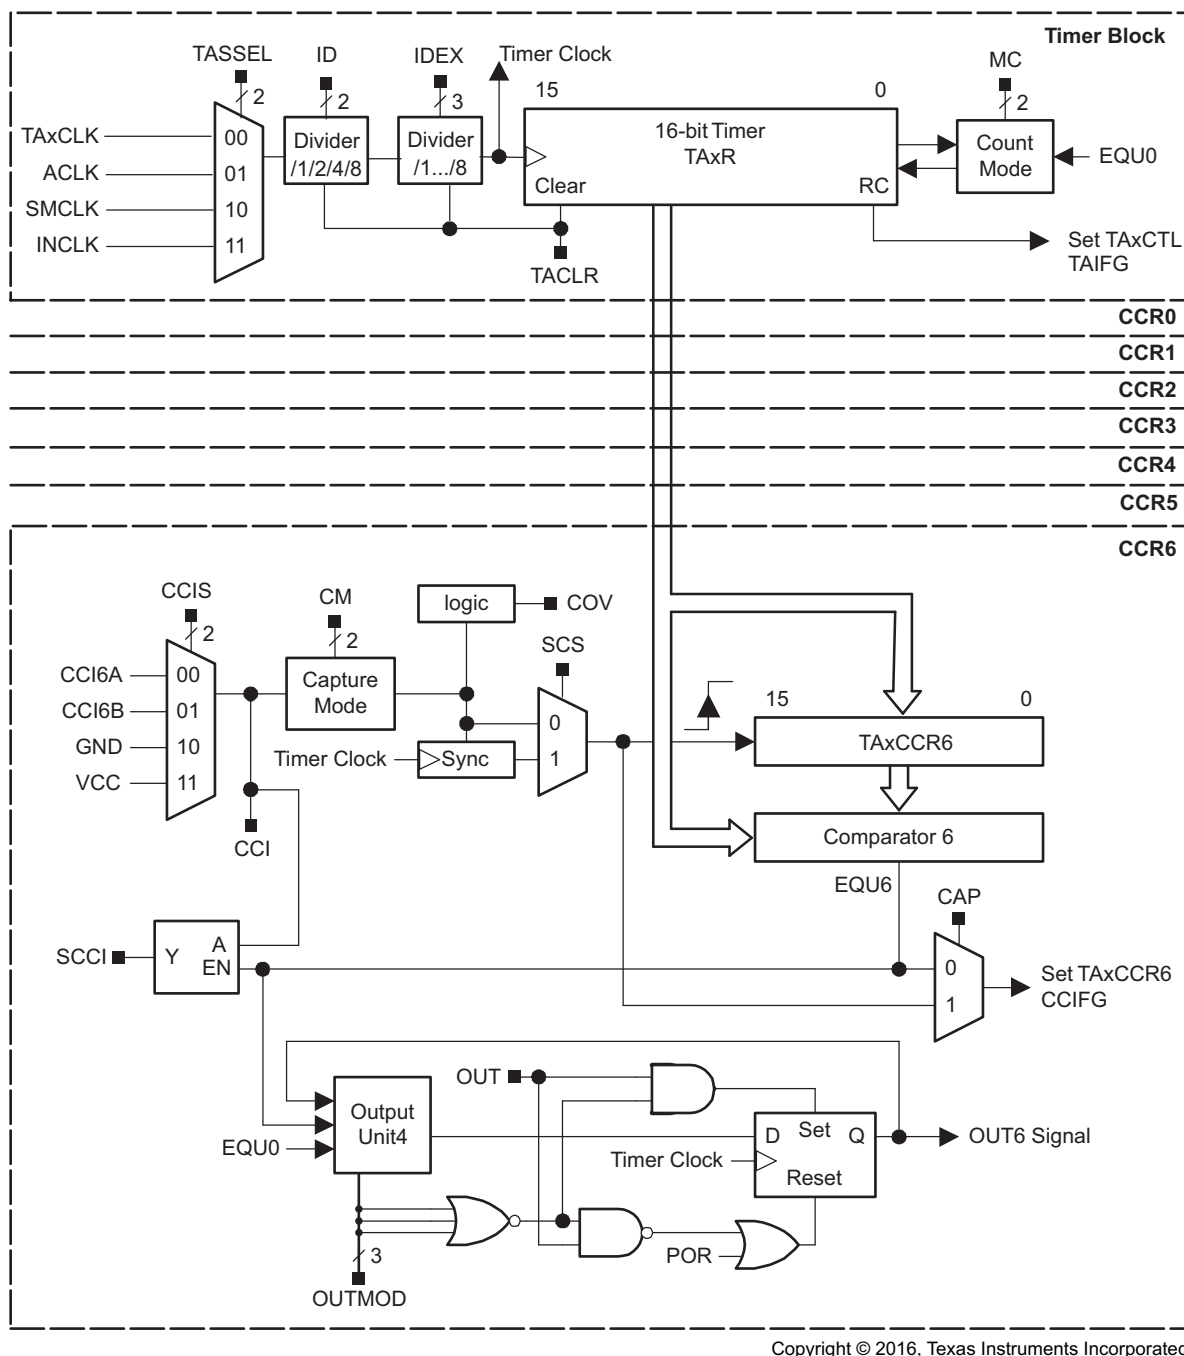 Timer Block
TASSEL
ID
IDEX
Timer Clock
MC
2
2
3
15
0
2
TAxCLK
ACLK
SMCLK
INCLK
00
01
10
11
Divider
/1/2/4/8
Divider
/1.../8
16-bit Timer
TAxR
Clear
RC
Count
Mode
EQU0
TACLR
Set TAxCTL
TAIFG
CCR0
CCR1
CCR2
CCR3
CCR4
CCR5
CCR6
CCIS
2
CM
2
logic
COV
SCS
CCI6A
CCI6B
GND
VCC
00
01
10
11
Capture
Mode
Timer Clock
Sync
0
1
15
0
TAxCCR6
CCI
Comparator 6
EQU6
CAP
SCCI
Y
A
EN
0
1
Set TAxCCR6
CCIFG
OUT
Output
Unit4
EQU0
D
Set
Q
Timer Clock
Reset
OUT6 Signal
POR
3
OUTMOD
Copyright © 2016, Texas Instruments Incorporated